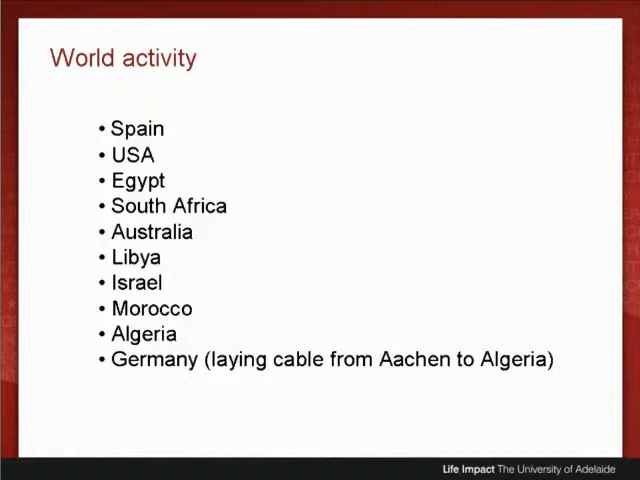 World activity
• Spain
• USA
• Egypt
• South Africa
• Australia
• Libya
• Israel
• Morocco
• Algeria
• Germany (laying cable from Aachen to Algeria)
Life Impact The University of Adelaide